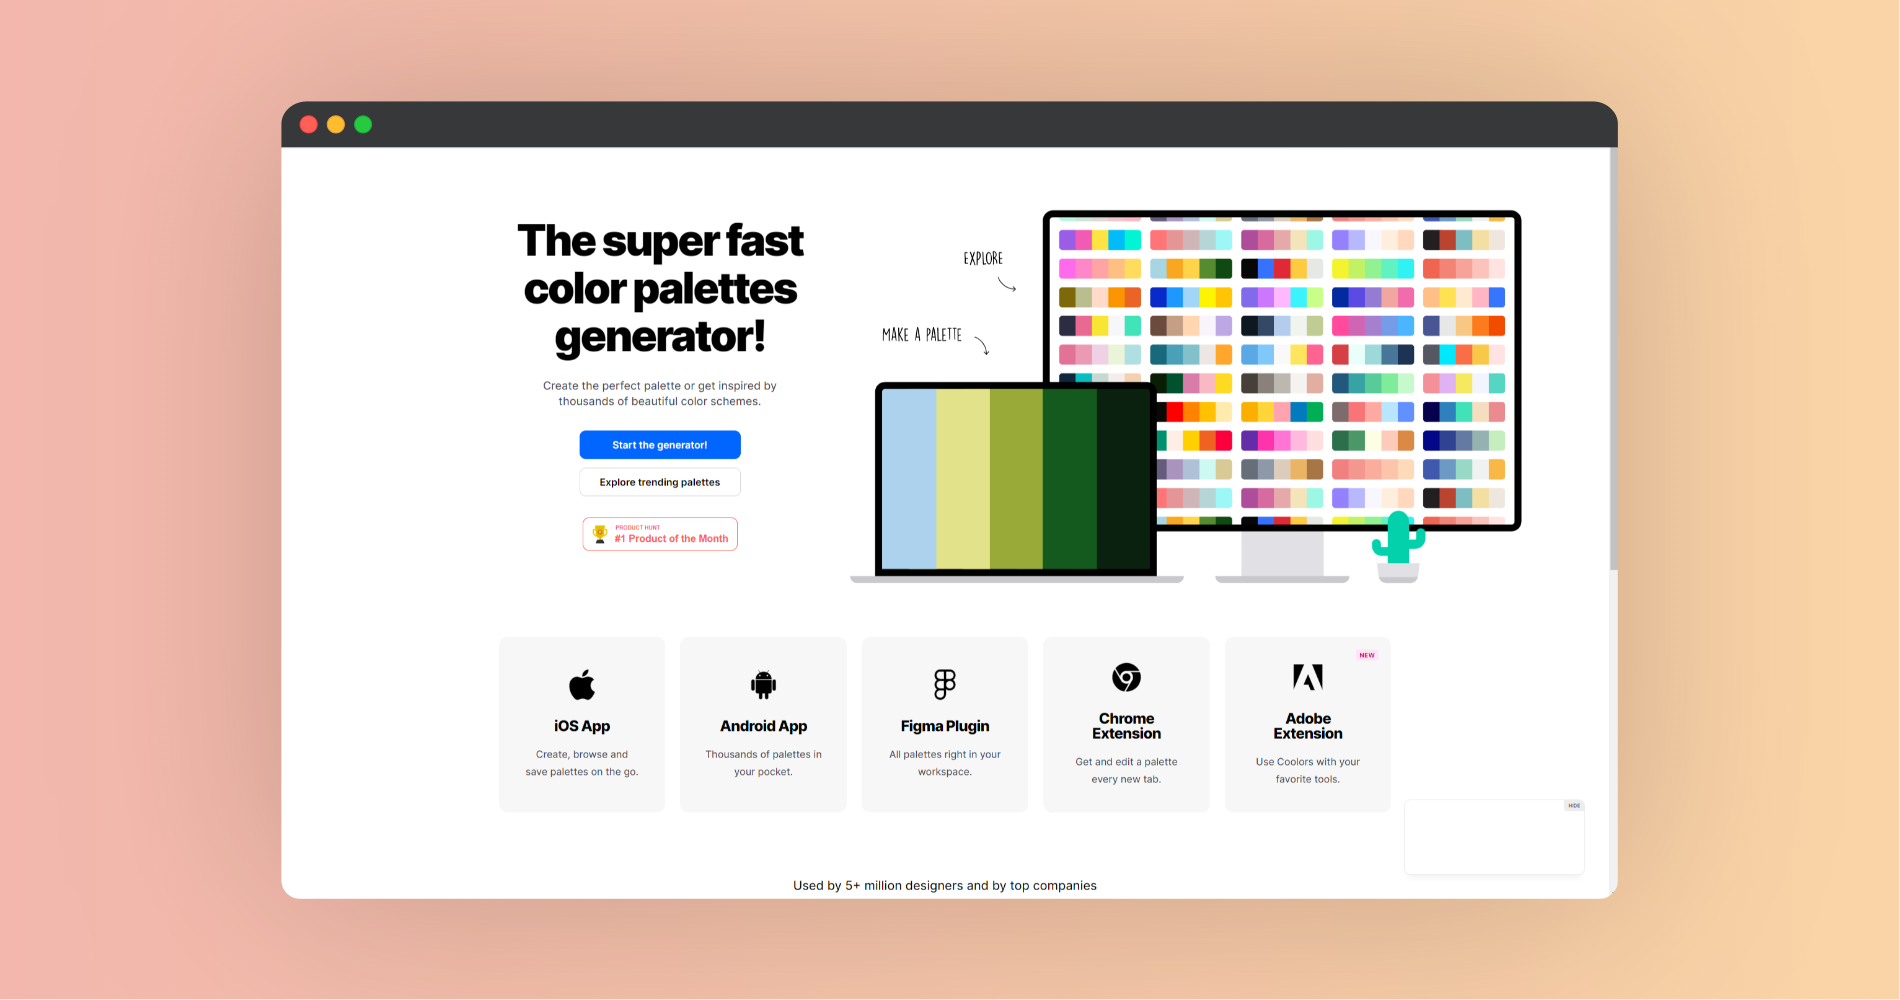 The super fast
color palettes
generator!
Create the perfect palette or get inspired by
thousands of beautiful color schemes.
Start the generator!
Explore trending palettes
PRODUCT HUNT
#1 Product of the Month
EXPLORE
MAKE A PALETTE
iOS App
Create, browse and
save palettes on the go.
Android App
Thousands of palettes in
your pocket.
Figma Plugin
All palettes right in your
workspace.
Chrome
Extension
Get and edit a palette
every new tab.
NEW
Adobe
Extension
Use Coolors with your
favorite tools.
HIDE
Used by 5+ million designers and by top companies